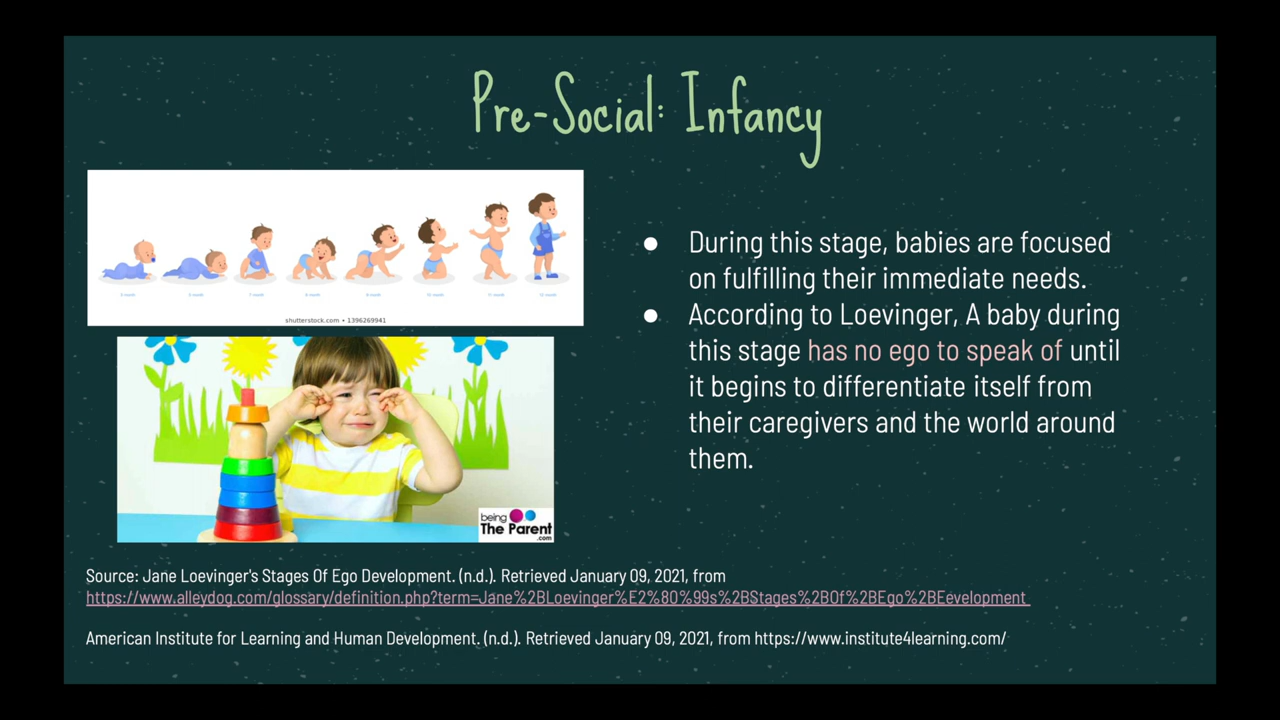 Pre-Social: Infancy
shutterstock.com • 1396269941
being
The Parent
.com
● During this stage, babies are focused
on fulfilling their immediate needs.
● According to Loevinger, A baby during
this stage has no ego to speak of until
it begins to differentiate itself from
their caregivers and the world around
them.
Source: Jane Loevinger's Stages Of Ego Development. (n.d.). Retrieved January 09, 2021, from
https://www.alleydog.com/glossary/definition.php?term=Jane%2BLoevinger%E2%80%99s%2BStages%2BOf%2BEgo%2BEevelopment
American Institute for Learning and Human Development. (n.d.). Retrieved January 09, 2021, from https://www.institute4learning.com/